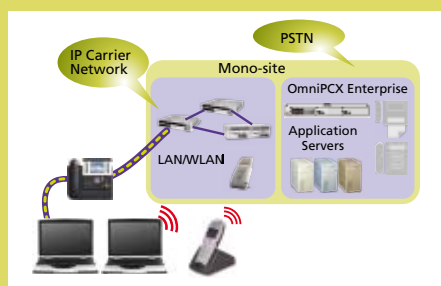 PSTN
IP Carrier
Network
Mono-site
OmniPCX Enterprise
Application
Servers
LAN/WLAN